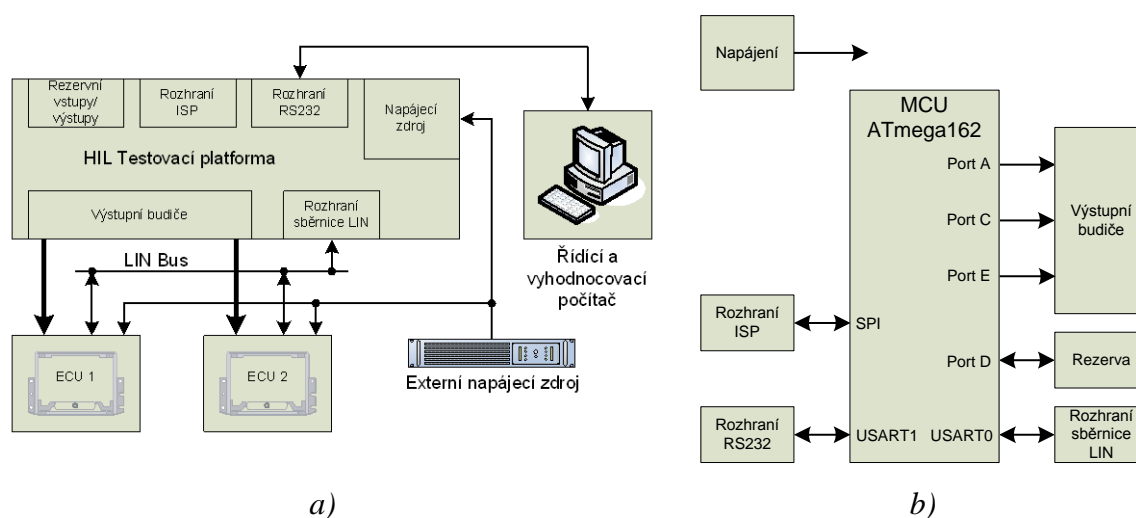 Rezervní
vstupy/
výstupy
Rozhraní
ISP
Rozhraní
RS232
Napájecí
zdroj
HIL Testovací platforma
Výstupní budiče
Rozhraní
sběrnice LIN
LIN Bus
Řídící a
vyhodnocovací
počítač
ECU 1
ECU 2
Externí napájecí zdroj
a)
Napájení
MCU
ATmega162
Port A
Port C
Port E
Výstupní
budiče
Rozhraní
ISP
SPI
Port D
Rezerva
Rozhraní
RS232
USART1
USART0
Rozhraní
sběrnice
LIN
b)